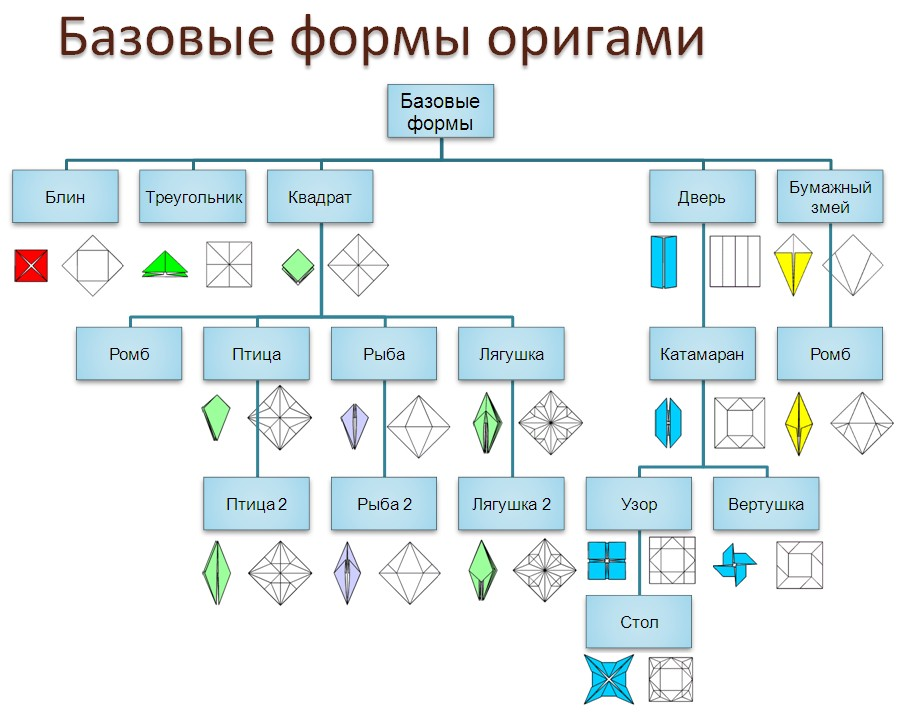 Базовые формы оригами
Базовые
формы
Блин
Треугольник
Квадрат
Дверь
Бумажный
змей
Ромб
Птица
Рыба
Лягушка
Катамаран
Ромб
Птица 2
Рыба 2
Лягушка 2
Узор
Вертушка
Стол